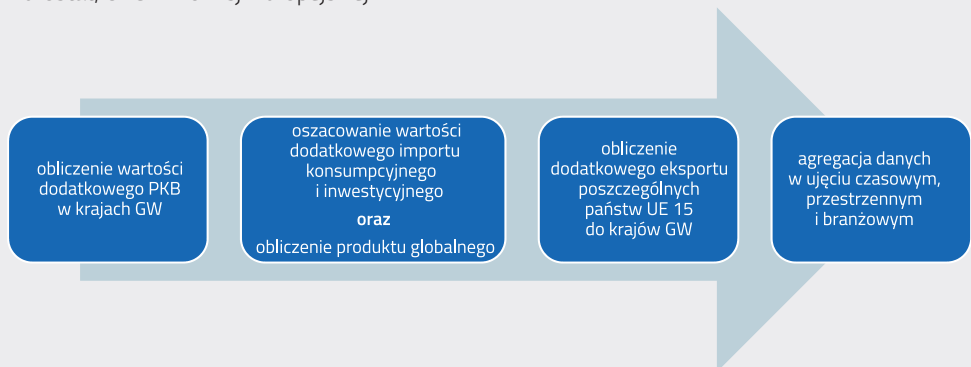 obliczenie wartości
dodatkowego PKB
w krajach GW
oszacowanie wartości
dodatkowego importu
konsumpcyjnego
i inwestycyjnego
oraz
obliczenie produktu globalnego
obliczenie
dodatkowego eksportu
poszczególnych
państw UE 15
do krajów GW
agregacja danych
w ujęciu czasowym,
przestrzennym
i branżowym